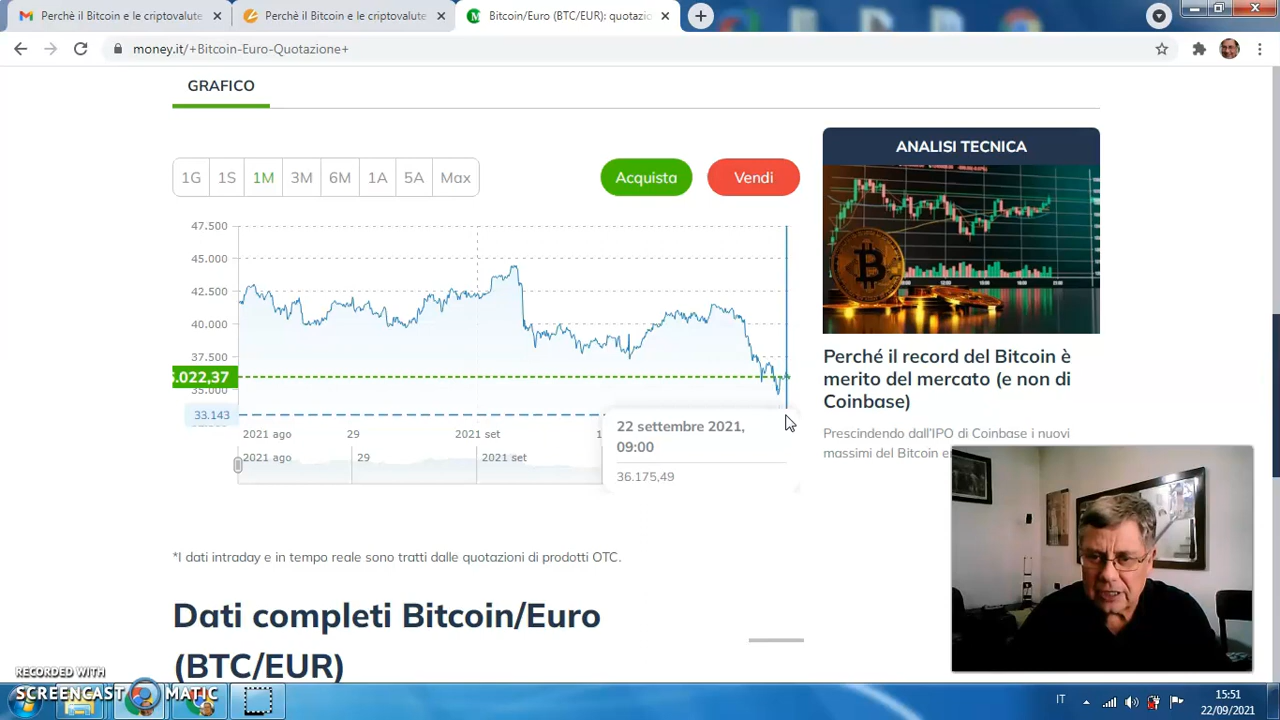 Perchè il Bitcoin e le criptovalute
Perchè il Bitcoin e le criptovalute
Bitcoin/Euro (BTC/EUR): quotazio
money.it/+Bitcoin-Euro-Quotazione+
GRAFICO
1G 1S 1M 3M 6M 1A 5A Max
Acquista Vendi
47.500
45.000
42.500
40.000
37.500
.022,37
35.000
33.143
2021 ago 29 2021 set 1
2021 ago 29 2021 set
22 settembre 2021,
09:00
36.175,49
*I dati intraday e in tempo reale sono tratti dalle quotazioni di prodotti OTC.
Dati completi Bitcoin/Euro
(BTC/EUR)
ANALISI TECNICA
Perché il record del Bitcoin è
merito del mercato (e non di
Coinbase)
Prescindendo dall'IPO di Coinbase i nuovi
massimi del Bitcoin e
RECORDED WITH
SCREENCAST MATIC
IT
15:51
22/09/2021